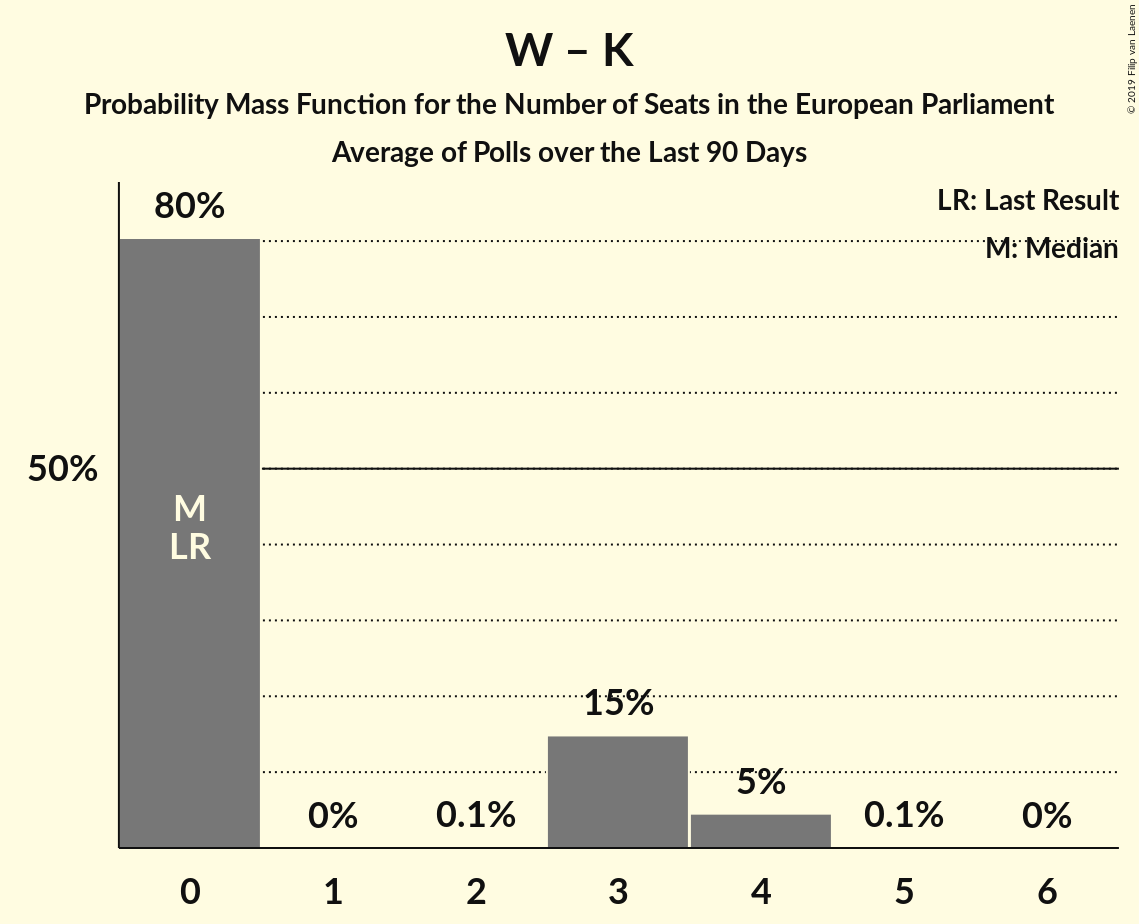 W – K
Probability Mass Function for the Number of Seats in the European Parliament
Average of Polls over the Last 90 Days
© 2019 Filip van Laenen
LR: Last Result
M: Median
80%
50%
M
LR
15%
5%
0%
0.1%
0.1%
0%
0 1 2 3 4 5 6